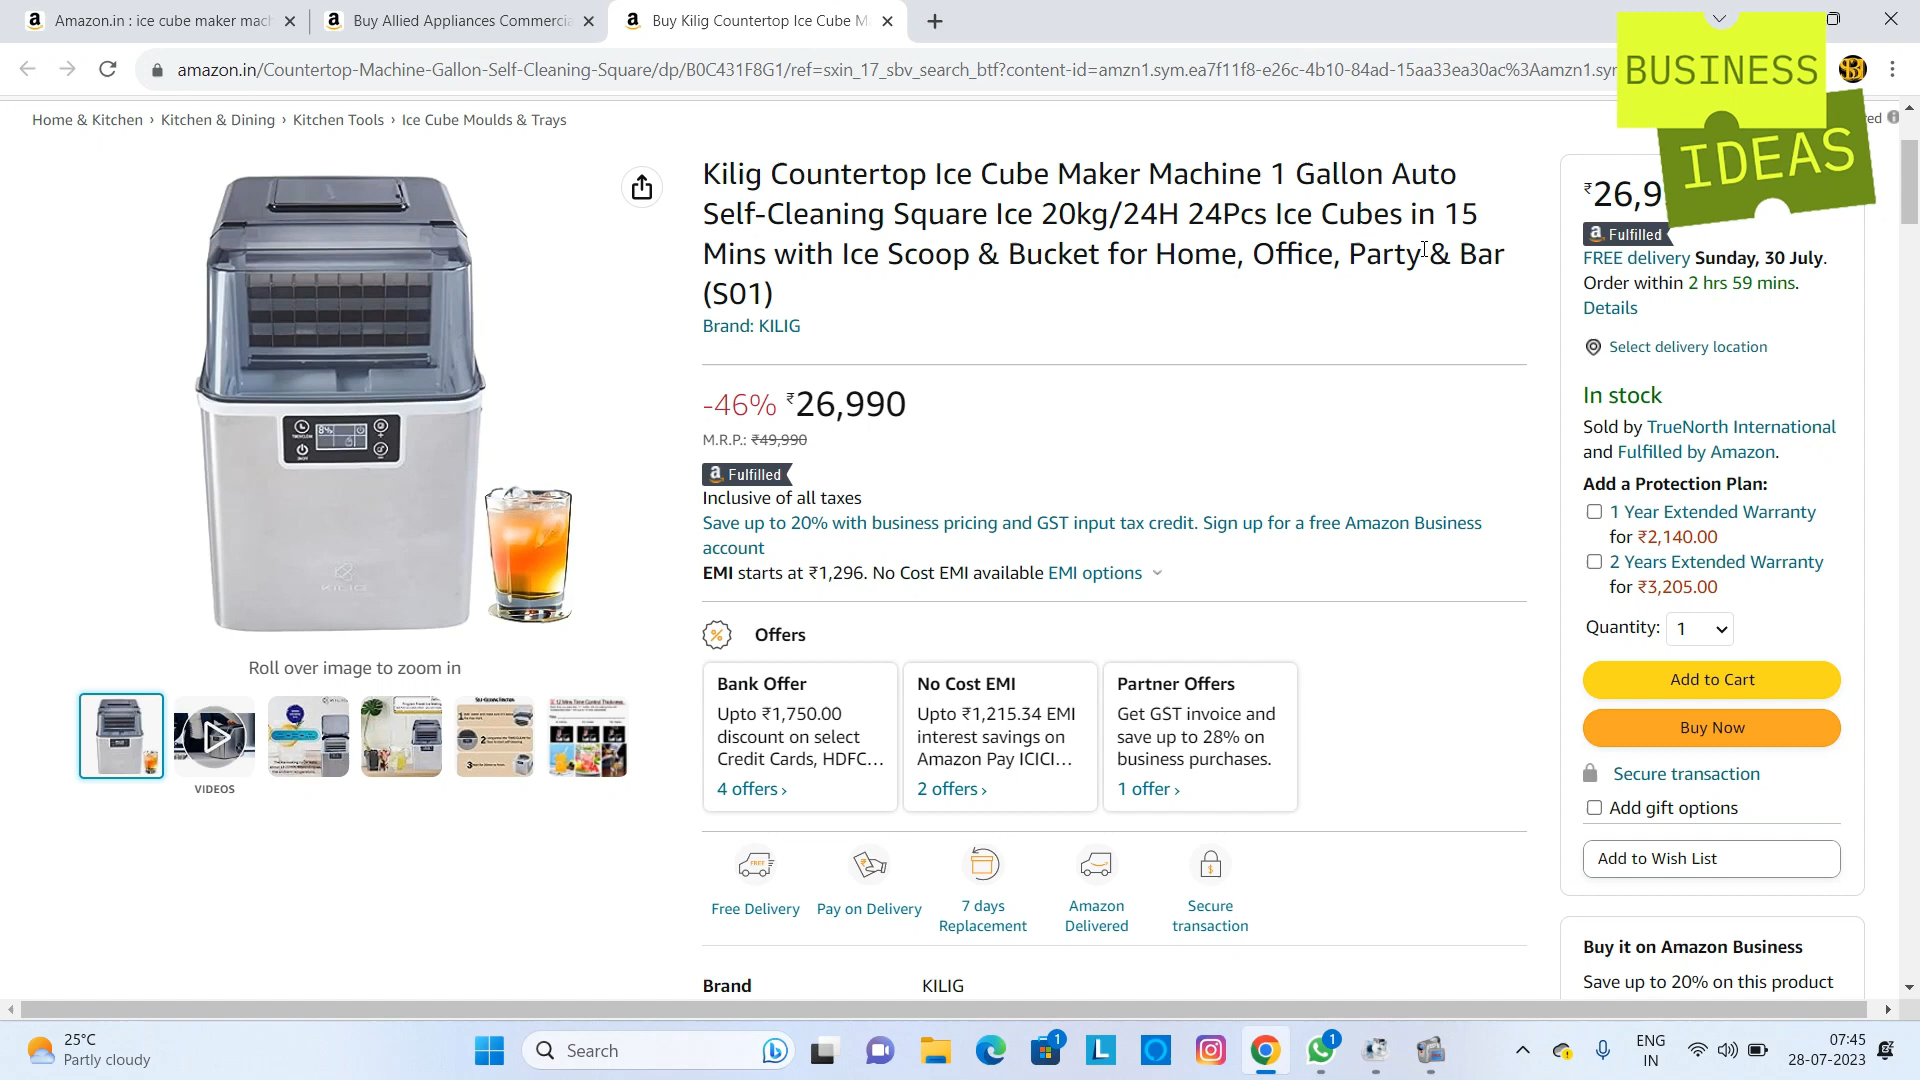 Amazon.in : ice cube maker mach
Buy Allied Appliances Commercia
Buy Kilig Countertop Ice Cube M
amazon.in/Countertop-Machine-Gallon-Self-Cleaning-Square/dp/B0C431F8G1/ref=sxin_17_sbv_search_btf?content-id=amzn1.sym.ea7f11f8-e26c-4b10-84ad-15aa33ea30ac%3Aamzn1.syr
BUSINESS
IDEAS
Home & Kitchen › Kitchen & Dining › Kitchen Tools › Ice Cube Moulds & Trays
Kilig Countertop Ice Cube Maker Machine 1 Gallon Auto
Self-Cleaning Square Ice 20kg/24H 24Pcs Ice Cubes in 15
Mins with Ice Scoop & Bucket for Home, Office, Party & Bar
(S01)
Brand: KILIG
-46% ₹26,990
M.R.P.: ₹49,990
a Fulfilled
Inclusive of all taxes
Save up to 20% with business pricing and GST input tax credit. Sign up for a free Amazon Business
account
EMI starts at ₹1,296. No Cost EMI available EMI options
Offers
Bank Offer
Upto ₹1,750.00
discount on select
Credit Cards, HDFC...
4 offers ›
No Cost EMI
Upto ₹1,215.34 EMI
interest savings on
Amazon Pay ICICI...
2 offers ›
Partner Offers
Get GST invoice and
save up to 28% on
business purchases.
1 offer ›
FREE
Free Delivery
Pay on Delivery
7 days
Replacement
Amazon
Delivered
Secure
transaction
Brand KILIG
KILIG
Roll over image to zoom in
VIDEOS
₹26,9
a Fulfilled
FREE delivery Sunday, 30 July.
Order within 2 hrs 59 mins.
Details
Select delivery location
In stock
Sold by TrueNorth International
and Fulfilled by Amazon.
Add a Protection Plan:
1 Year Extended Warranty
for ₹2,140.00
2 Years Extended Warranty
for ₹3,205.00
Quantity: 1
Add to Cart
Buy Now
Secure transaction
Add gift options
Add to Wish List
Buy it on Amazon Business
Save up to 20% on this product
25°C
Partly cloudy
Search
1
1
ENG
IN
07:45
28-07-2023